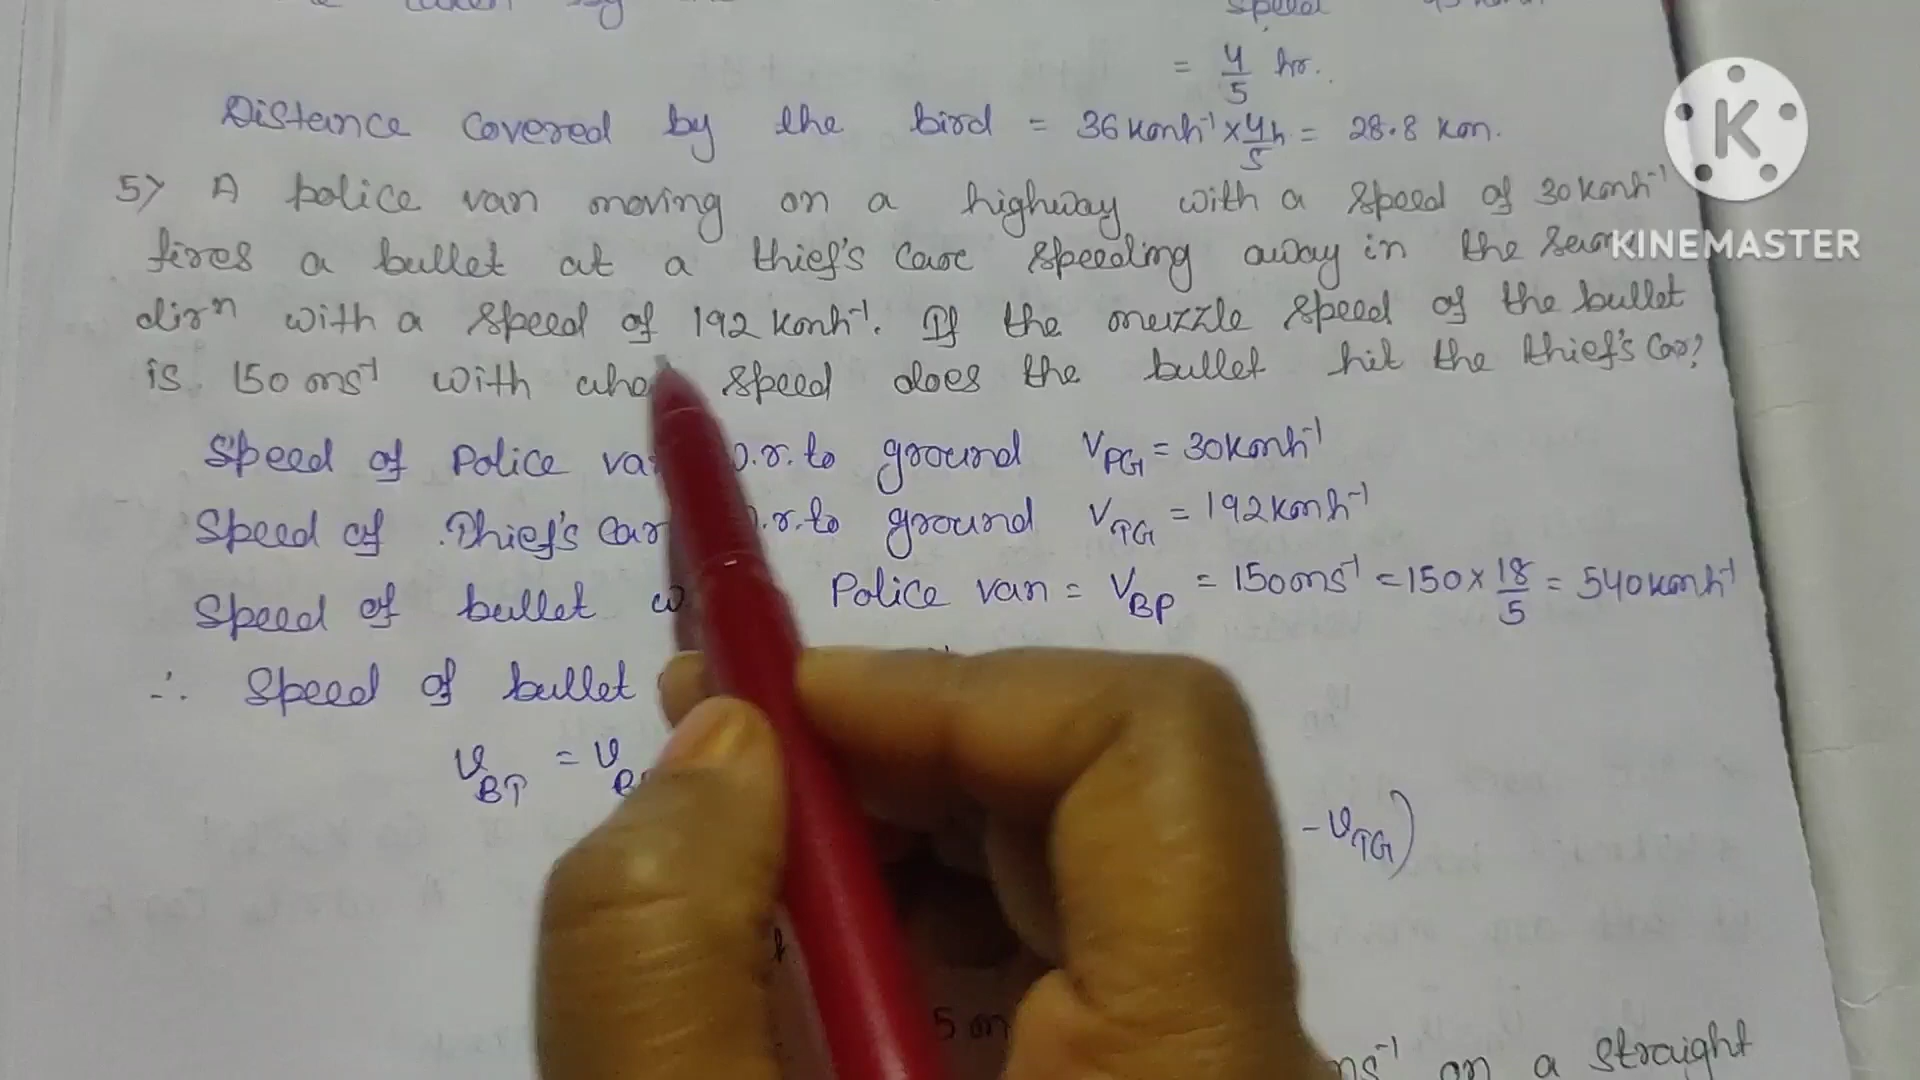 = 4/5 hr.
Distance covered by the bird = 36 kmh⁻¹ × 4/5 h = 28.8 km.
5) A police van moving on a highway with a speed of 30 kmh⁻¹
fires a bullet at a thief's car speeding away in the
dirⁿ with a speed of 192 kmh⁻¹. If the muzzle speed of the bullet
is 150 ms⁻¹ with speed does the bullet hit the thief's car?
Speed of Police r. to ground V_PG = 30 kmh⁻¹
Speed of Thief's Car r. to ground V_TG = 192 kmh⁻¹
Speed of bullet Police van = V_BP = 150 ms⁻¹ = 150 × 18/5 = 540 kmh⁻¹
∴ Speed of bullet
V_BT = V
- V_TG)
5 m
ms⁻¹ on a straight
K
KINEMASTER